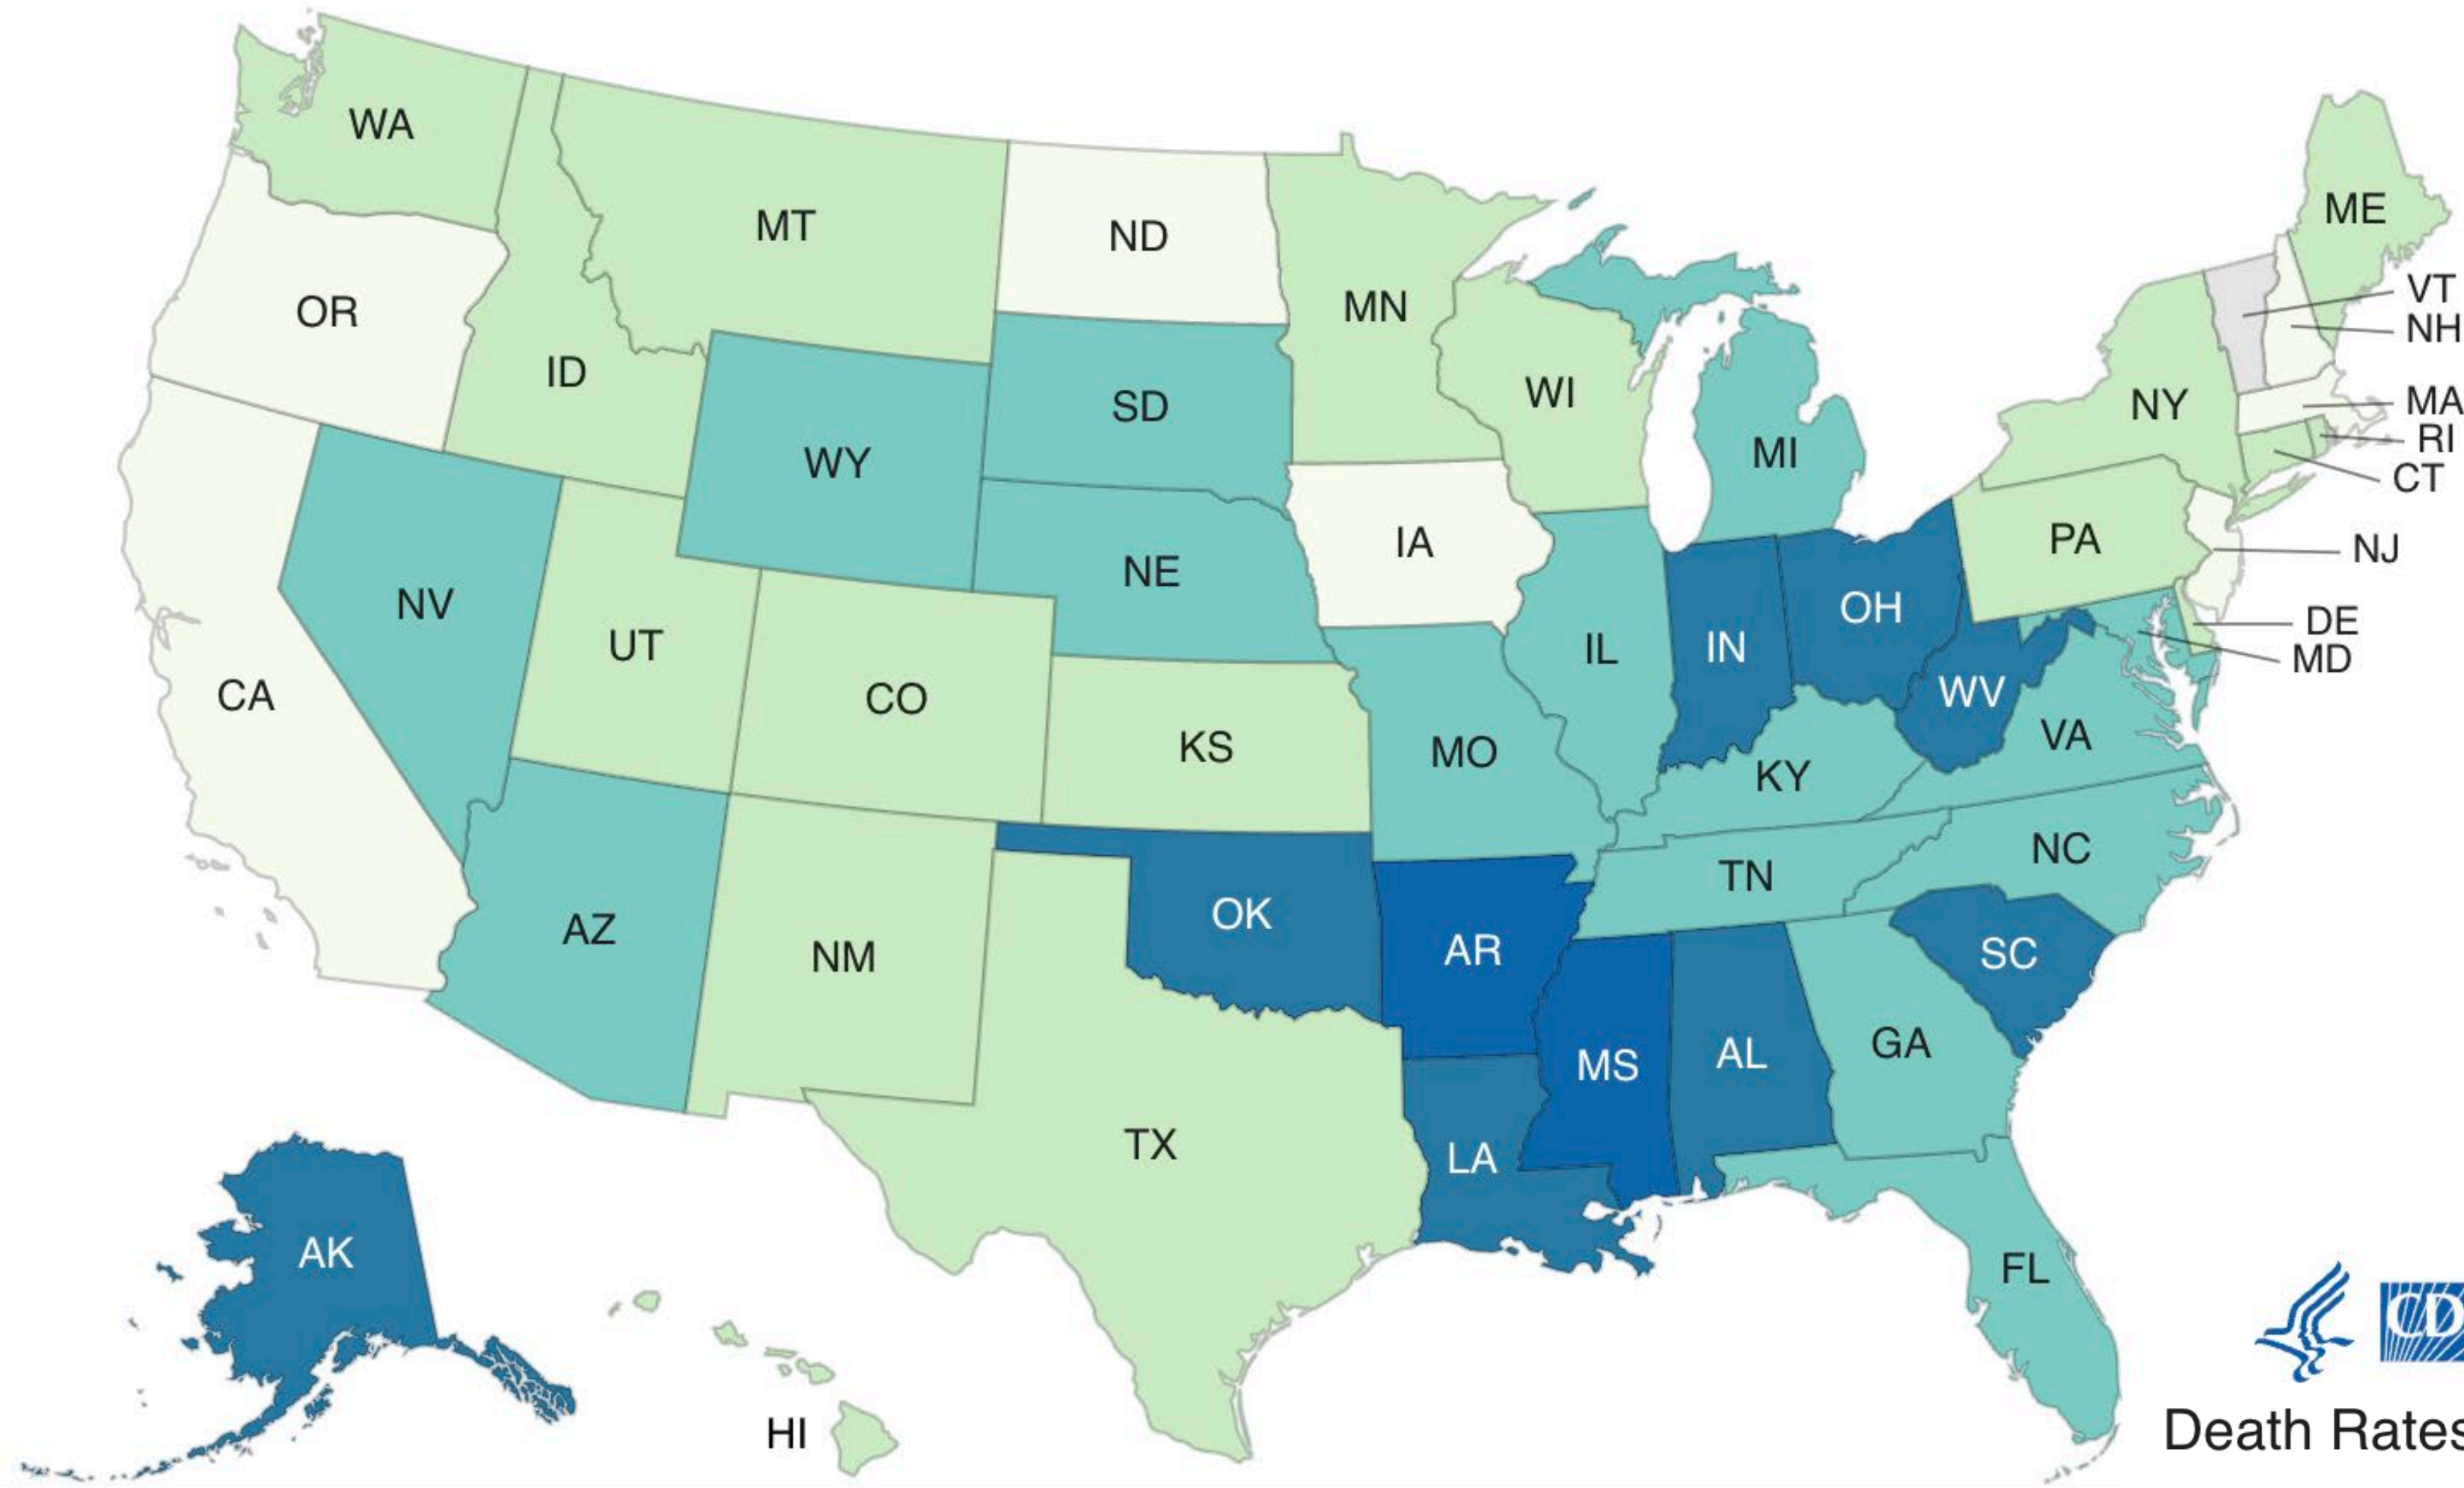 WA
MT
ND
ME
OR
ID
MN
VT
NH
SD
WI
NY
MA
RI
WY
MI
CT
IA
PA
NJ
NE
NV
OH
DE
UT
IN
IL
MD
CO
WV
CA
VA
KS
MO
KY
NC
TN
OK
AZ
AR
SC
NM
GA
AL
MS
TX
LA
AK
FL
CD
HI
Death Rates